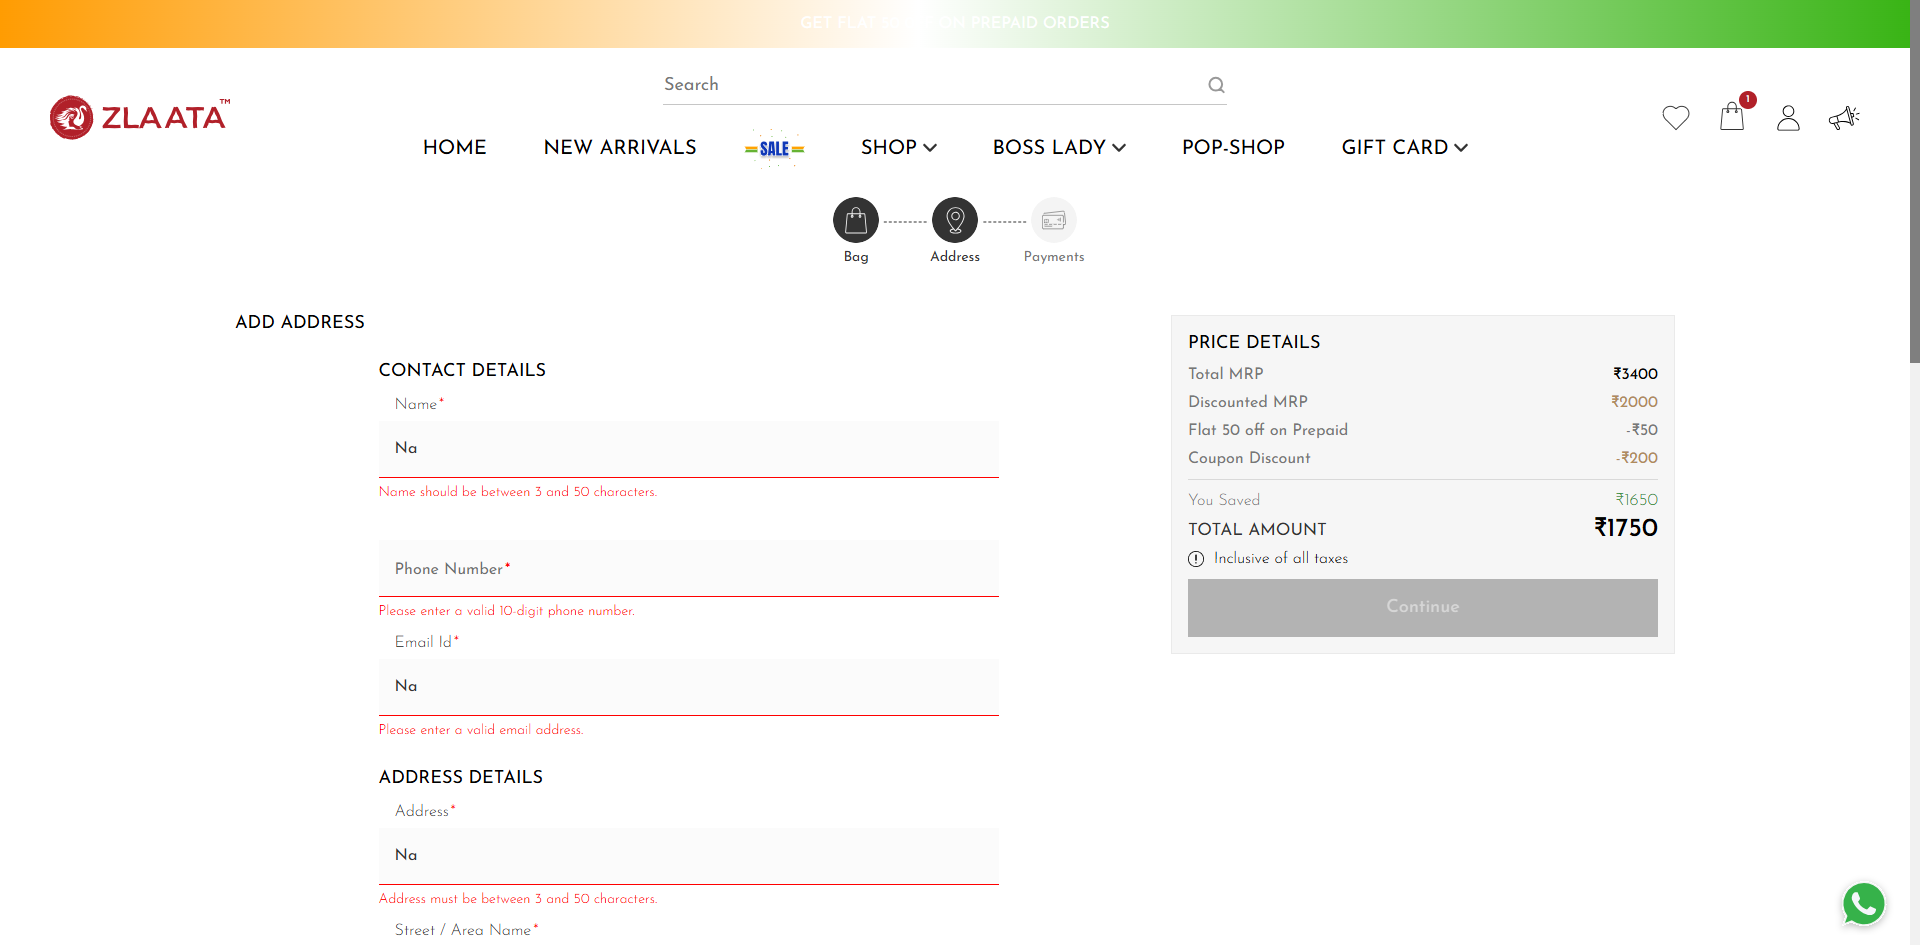 GET FLAT ON PREPAID ORDERS
ZLAATA™
Search
1
HOME NEW ARRIVALS SALE SHOP BOSS LADY POP-SHOP GIFT CARD
Bag Address Payments
ADD ADDRESS
CONTACT DETAILS
Name*
Na
Name should be between 3 and 50 characters.
Phone Number*
Please enter a valid 10-digit phone number.
Email Id*
Na
Please enter a valid email address.
ADDRESS DETAILS
Address*
Na
Address must be between 3 and 50 characters.
Street / Area Name*
PRICE DETAILS
Total MRP ₹3400
Discounted MRP ₹2000
Flat 50 off on Prepaid -₹50
Coupon Discount -₹200
You Saved ₹1650
TOTAL AMOUNT ₹1750
Inclusive of all taxes
Continue